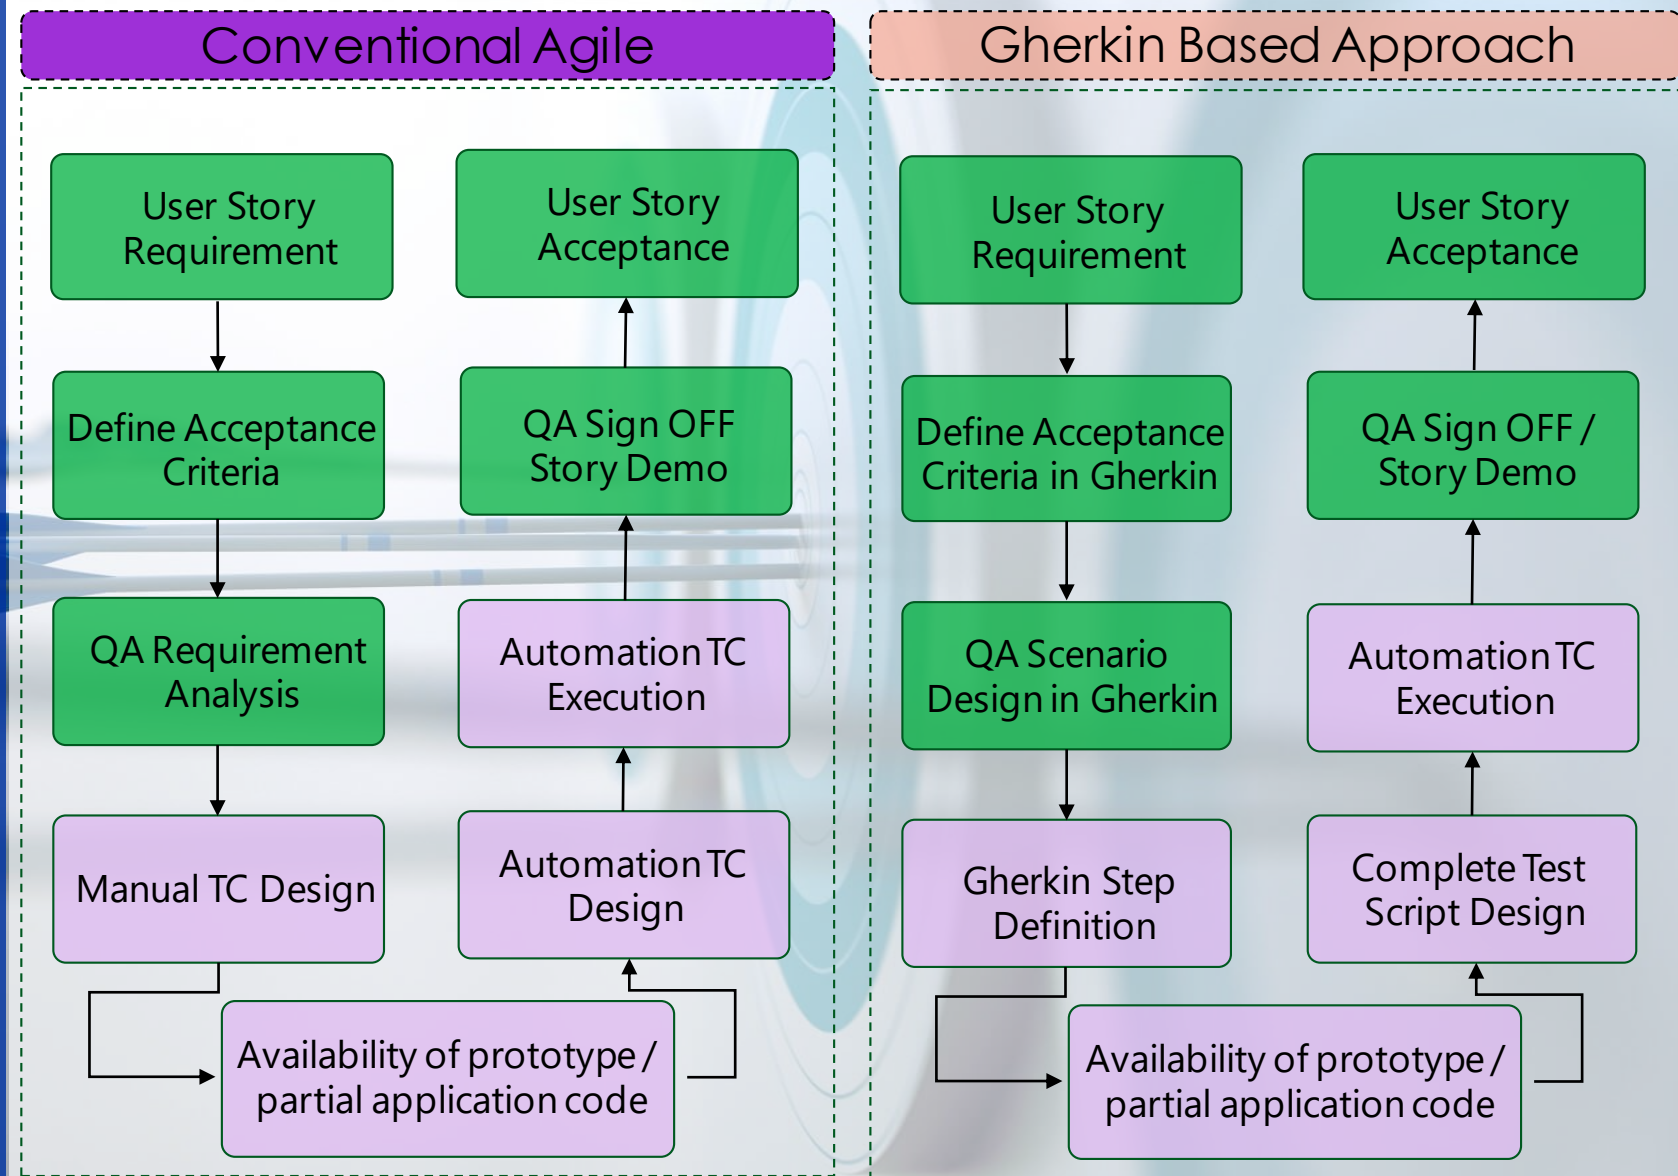 Conventional Agile
Gherkin Based Approach
User Story
Requirement
Define Acceptance
Criteria
QA Requirement
Analysis
Manual TC Design
Availability of prototype /
partial application code
Automation TC
Design
Automation TC
Execution
QA Sign OFF
Story Demo
User Story
Acceptance
User Story
Requirement
Define Acceptance
Criteria in Gherkin
QA Scenario
Design in Gherkin
Gherkin Step
Definition
Availability of prototype /
partial application code
Complete Test
Script Design
Automation TC
Execution
QA Sign OFF /
Story Demo
User Story
Acceptance